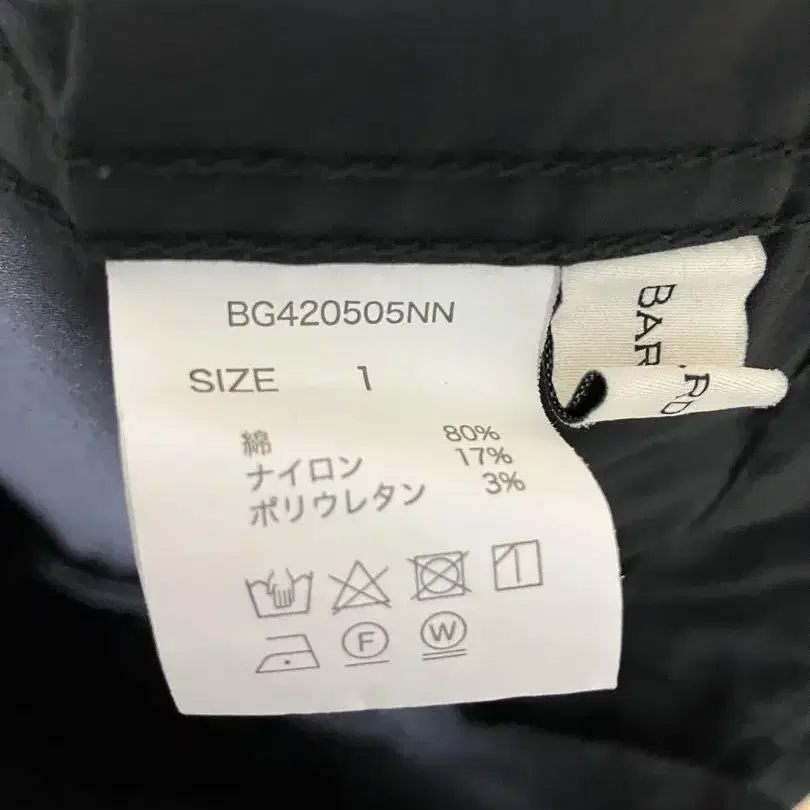 BG420505NN
SIZE 1
綿 80%
ナイロン 17%
ポリウレタン 3%
F W